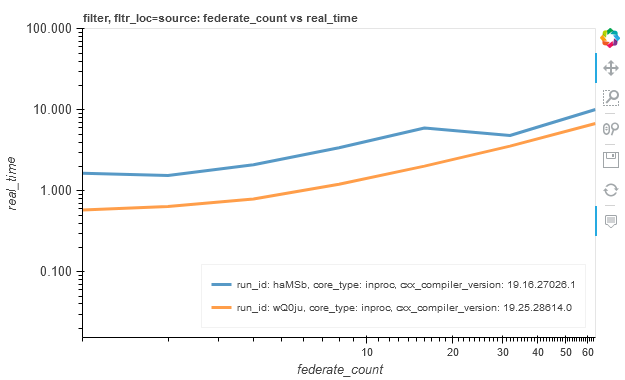 filter, fltr_loc=source: federate_count vs real_time
100.000
10.000
1.000
0.100
real_time
run_id: haMSb, core_type: inproc, cxx_compiler_version: 19.16.27026.1
run_id: wQ0ju, core_type: inproc, cxx_compiler_version: 19.25.28614.0
10 20 30 40 50 60
federate_count